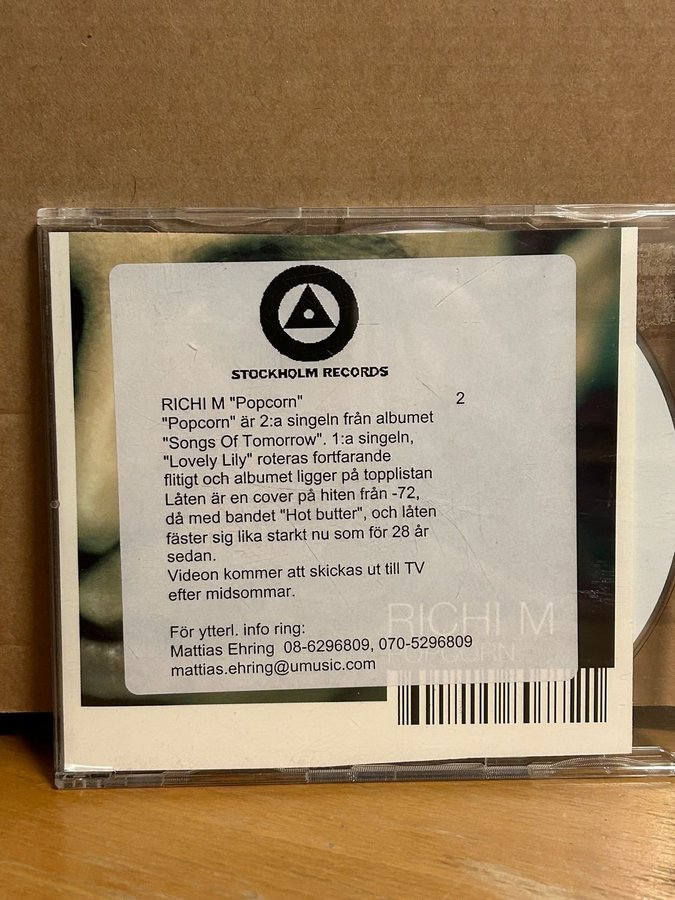 STOCKHOLM RECORDS
RICHI M "Popcorn" 2
"Popcorn" är 2:a singeln från albumet
"Songs Of Tomorrow". 1:a singeln,
"Lovely Lily" roteras fortfarande
flitigt och albumet ligger på topplistan
Låten är en cover på hiten från -72,
då med bandet "Hot butter", och låten
fäster sig lika starkt nu som för 28 år
sedan.
Videon kommer att skickas ut till TV
efter midsommar.
För ytterl. info ring:
Mattias Ehring 08-6296809, 070-5296809
mattias.ehring@umusic.com
RICHI M
POPCORN